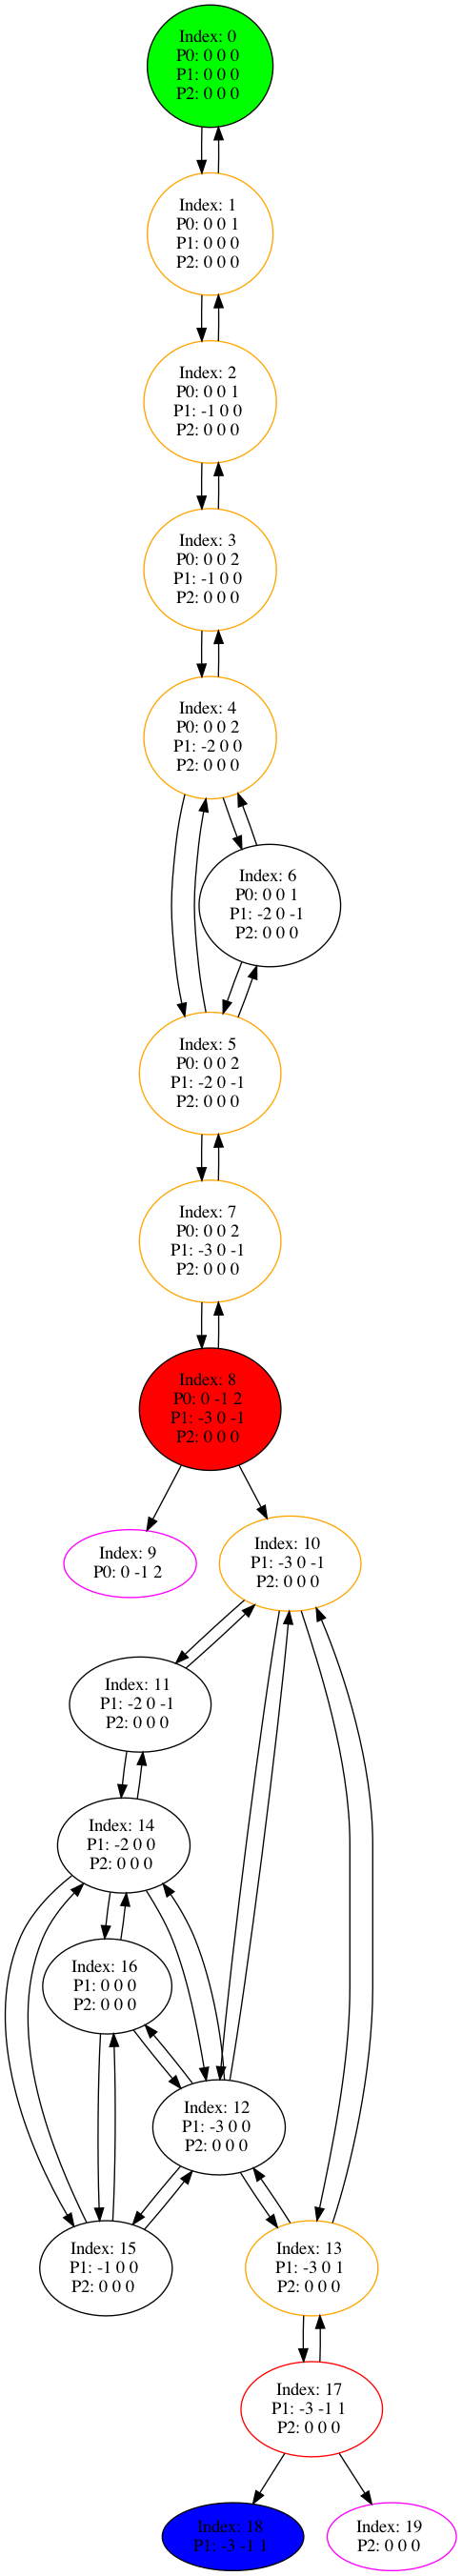 Index: 0
P0: 0 0 0
P1: 0 0 0
P2: 0 0 0
Index: 1
P0: 0 0 1
P1: 0 0 0
P2: 0 0 0
Index: 2
P0: 0 0 1
P1: -1 0 0
P2: 0 0 0
Index: 3
P0: 0 0 2
P1: -1 0 0
P2: 0 0 0
Index: 4
P0: 0 0 2
P1: -2 0 0
P2: 0 0 0
Index: 6
P0: 0 0 1
P1: -2 0 -1
P2: 0 0 0
Index: 5
P0: 0 0 2
P1: -2 0 -1
P2: 0 0 0
Index: 7
P0: 0 0 2
P1: -3 0 -1
P2: 0 0 0
Index: 8
P0: 0 -1 2
P1: -3 0 -1
P2: 0 0 0
Index: 9
P0: 0 -1 2
Index: 10
P1: -3 0 -1
P2: 0 0 0
Index: 11
P1: -2 0 -1
P2: 0 0 0
Index: 14
P1: -2 0 0
P2: 0 0 0
Index: 16
P1: 0 0 0
P2: 0 0 0
Index: 12
P1: -3 0 0
P2: 0 0 0
Index: 15
P1: -1 0 0
P2: 0 0 0
Index: 13
P1: -3 0 1
P2: 0 0 0
Index: 17
P1: -3 -1 1
P2: 0 0 0
Index: 18
P1: -3 -1 1
Index: 19
P2: 0 0 0